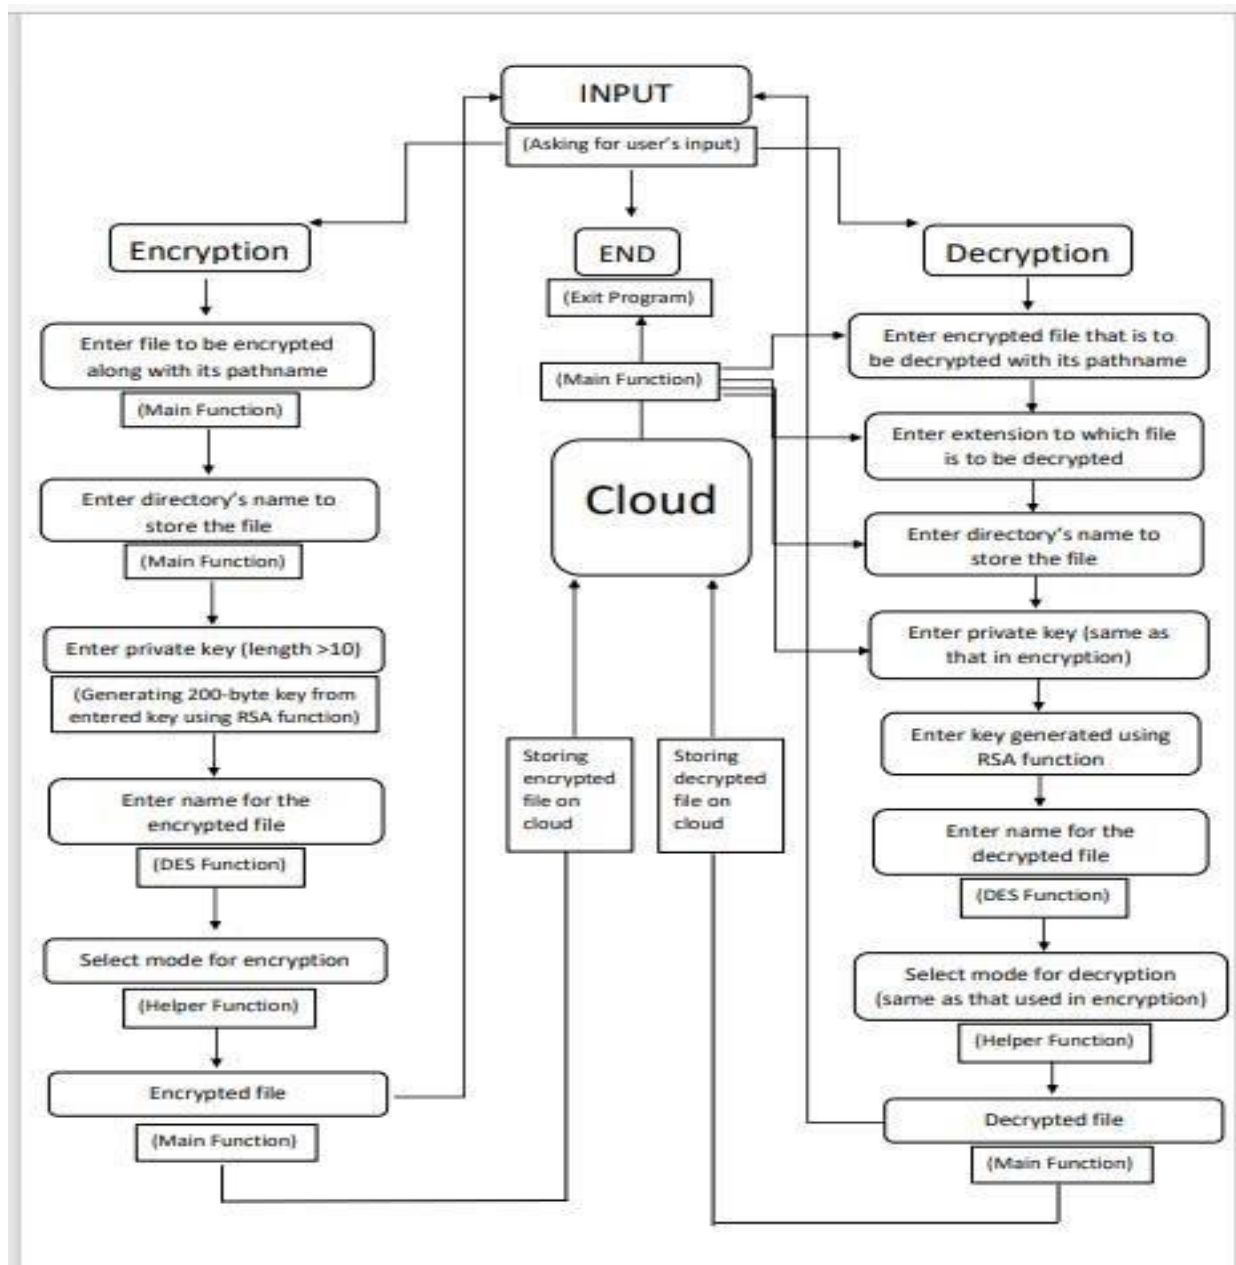 INPUT
(Asking for user's input)
Encryption
Enter file to be encrypted
along with its pathname
(Main Function)
Enter directory's name to
store the file
(Main Function)
Enter private key (length >10)
(Generating 200-byte key from
entered key using RSA function)
Enter name for the
encrypted file
(DES Function)
Select mode for encryption
(Helper Function)
Encrypted file
(Main Function)
END
(Exit Program)
(Main Function)
Cloud
Storing
encrypted
file on
cloud
Storing
decrypted
file on
cloud
Decryption
Enter encrypted file that is to
be decrypted with its pathname
Enter extension to which file
is to be decrypted
Enter directory's name to
store the file
Enter private key (same as
that in encryption)
Enter key generated using
RSA function
Enter name for the
decrypted file
(DES Function)
Select mode for decryption
(same as that used in encryption)
(Helper Function)
Decrypted file
(Main Function)